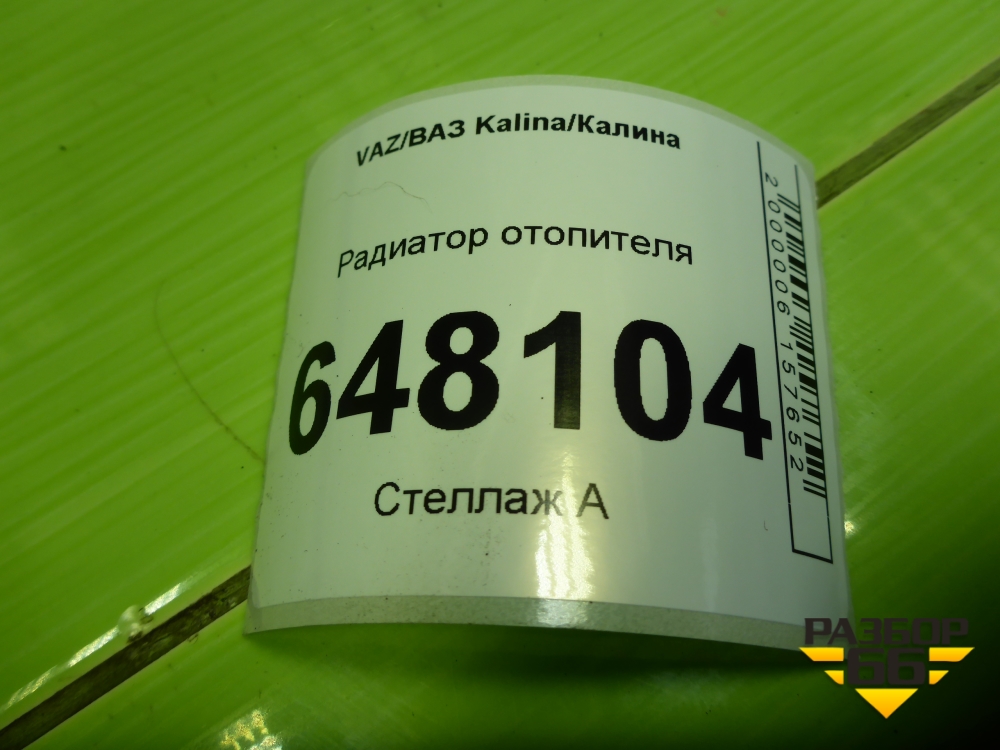 VAZ/ВАЗ Kalina/Калина
Радиатор отопителя
648104
Стеллаж А
2000006157652
РАЗБОР
66